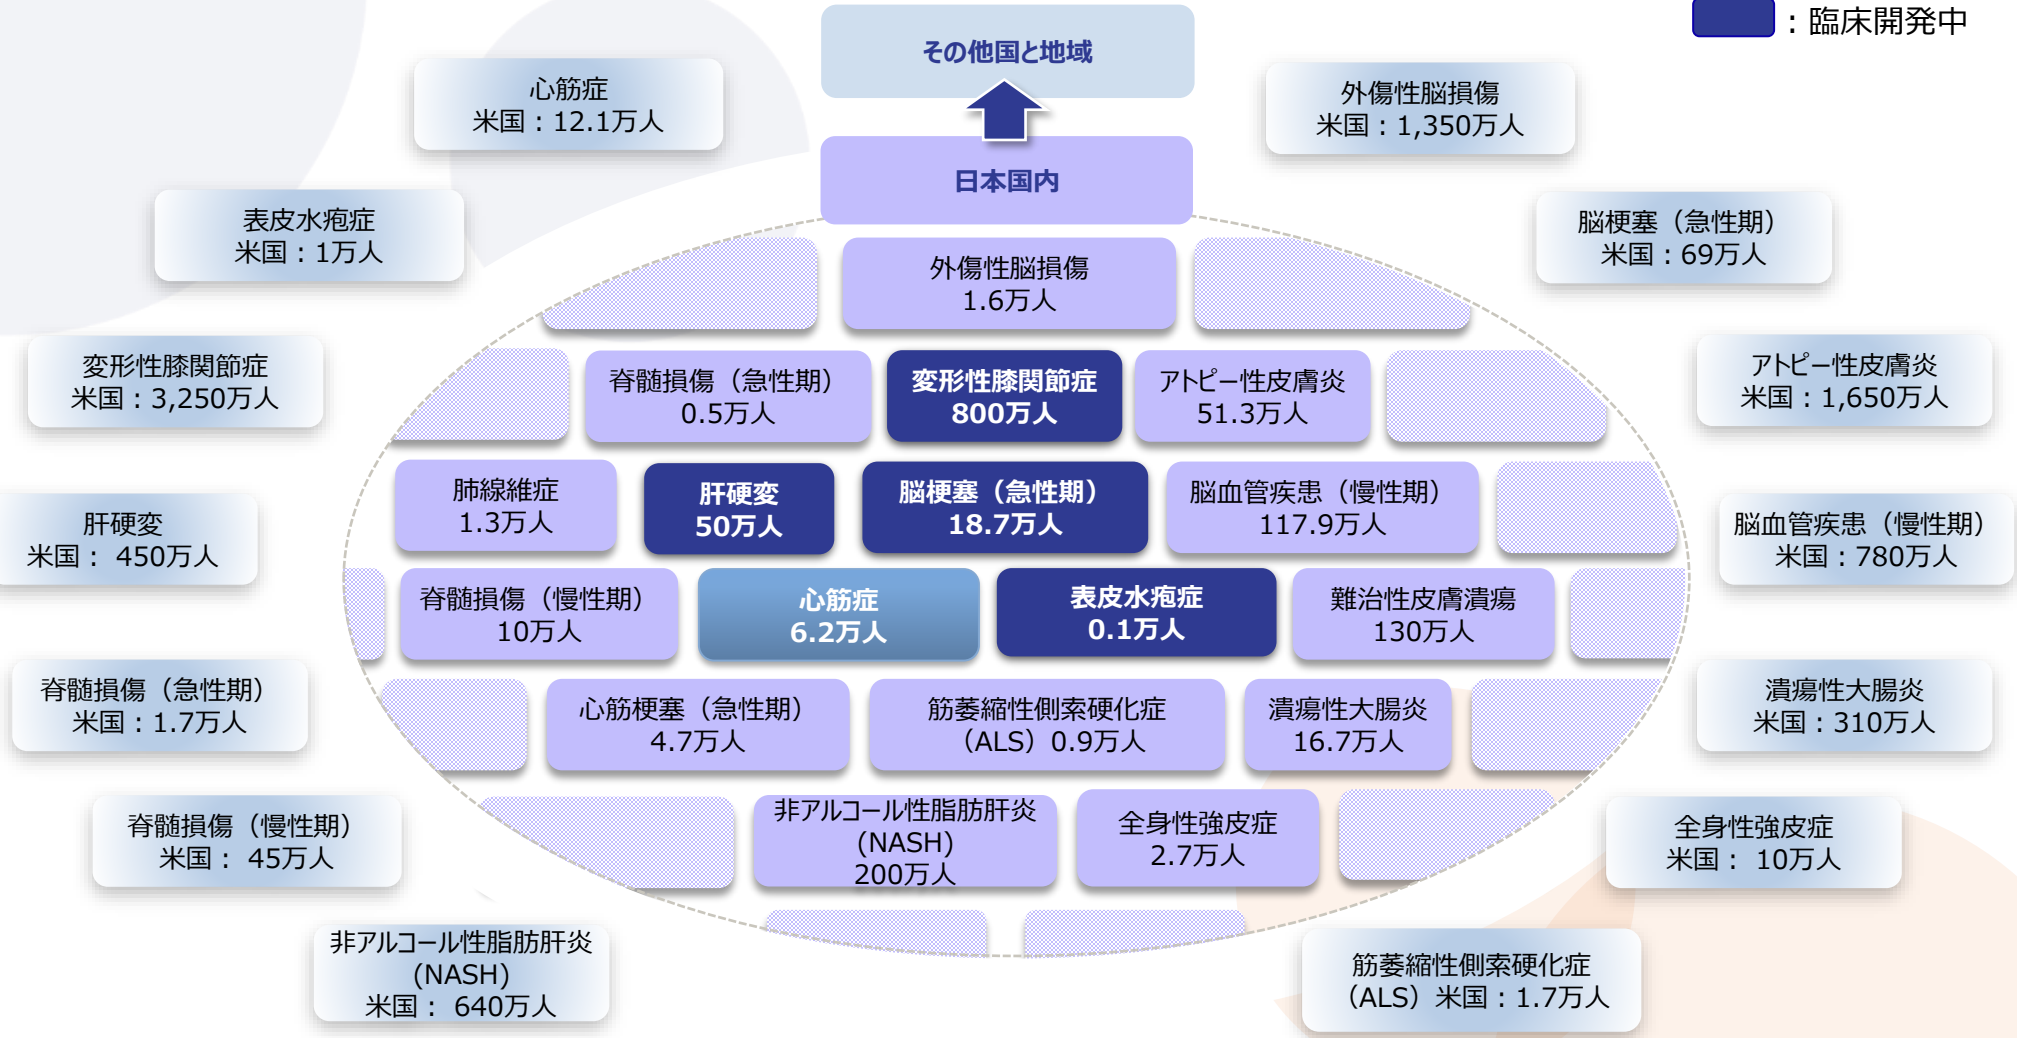 ：臨床開発中
その他国と地域
日本国内
心筋症
米国：12.1万人
外傷性脳損傷
米国：1,350万人
表皮水疱症
米国：1万人
脳梗塞（急性期）
米国：69万人
変形性膝関節症
米国：3,250万人
アトピー性皮膚炎
米国：1,650万人
肝硬変
米国： 450万人
脳血管疾患（慢性期）
米国：780万人
脊髄損傷（急性期）
米国：1.7万人
潰瘍性大腸炎
米国：310万人
脊髄損傷（慢性期）
米国： 45万人
全身性強皮症
米国： 10万人
非アルコール性脂肪肝炎
(NASH)
米国： 640万人
筋萎縮性側索硬化症
（ALS）米国：1.7万人
外傷性脳損傷
1.6万人
脊髄損傷（急性期）
0.5万人
変形性膝関節症
800万人
アトピー性皮膚炎
51.3万人
肺線維症
1.3万人
肝硬変
50万人
脳梗塞（急性期）
18.7万人
脳血管疾患（慢性期）
117.9万人
脊髄損傷（慢性期）
10万人
心筋症
6.2万人
表皮水疱症
0.1万人
難治性皮膚潰瘍
130万人
心筋梗塞（急性期）
4.7万人
筋萎縮性側索硬化症
（ALS）0.9万人
潰瘍性大腸炎
16.7万人
非アルコール性脂肪肝炎
(NASH)
200万人
全身性強皮症
2.7万人